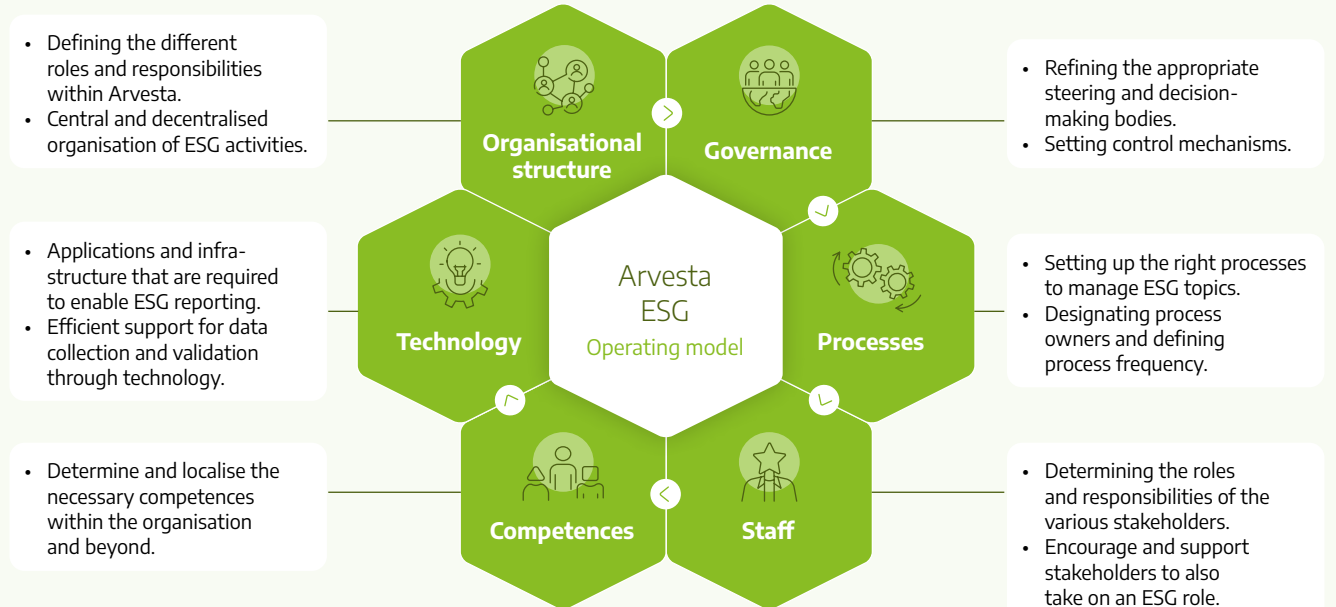 • Defining the different
roles and responsibilities
within Arvesta.
• Central and decentralised
organisation of ESG activities.
Organisational
structure
Governance
• Refining the appropriate
steering and decision-
making bodies.
• Setting control mechanisms.
• Applications and infra-
structure that are required
to enable ESG reporting.
• Efficient support for data
collection and validation
through technology.
Technology
Arvesta
ESG
Operating model
Processes
• Setting up the right processes
to manage ESG topics.
• Designating process
owners and defining
process frequency.
• Determine and localise the
necessary competences
within the organisation
and beyond.
Competences
Staff
• Determining the roles
and responsibilities of the
various stakeholders.
• Encourage and support
stakeholders to also
take on an ESG role.